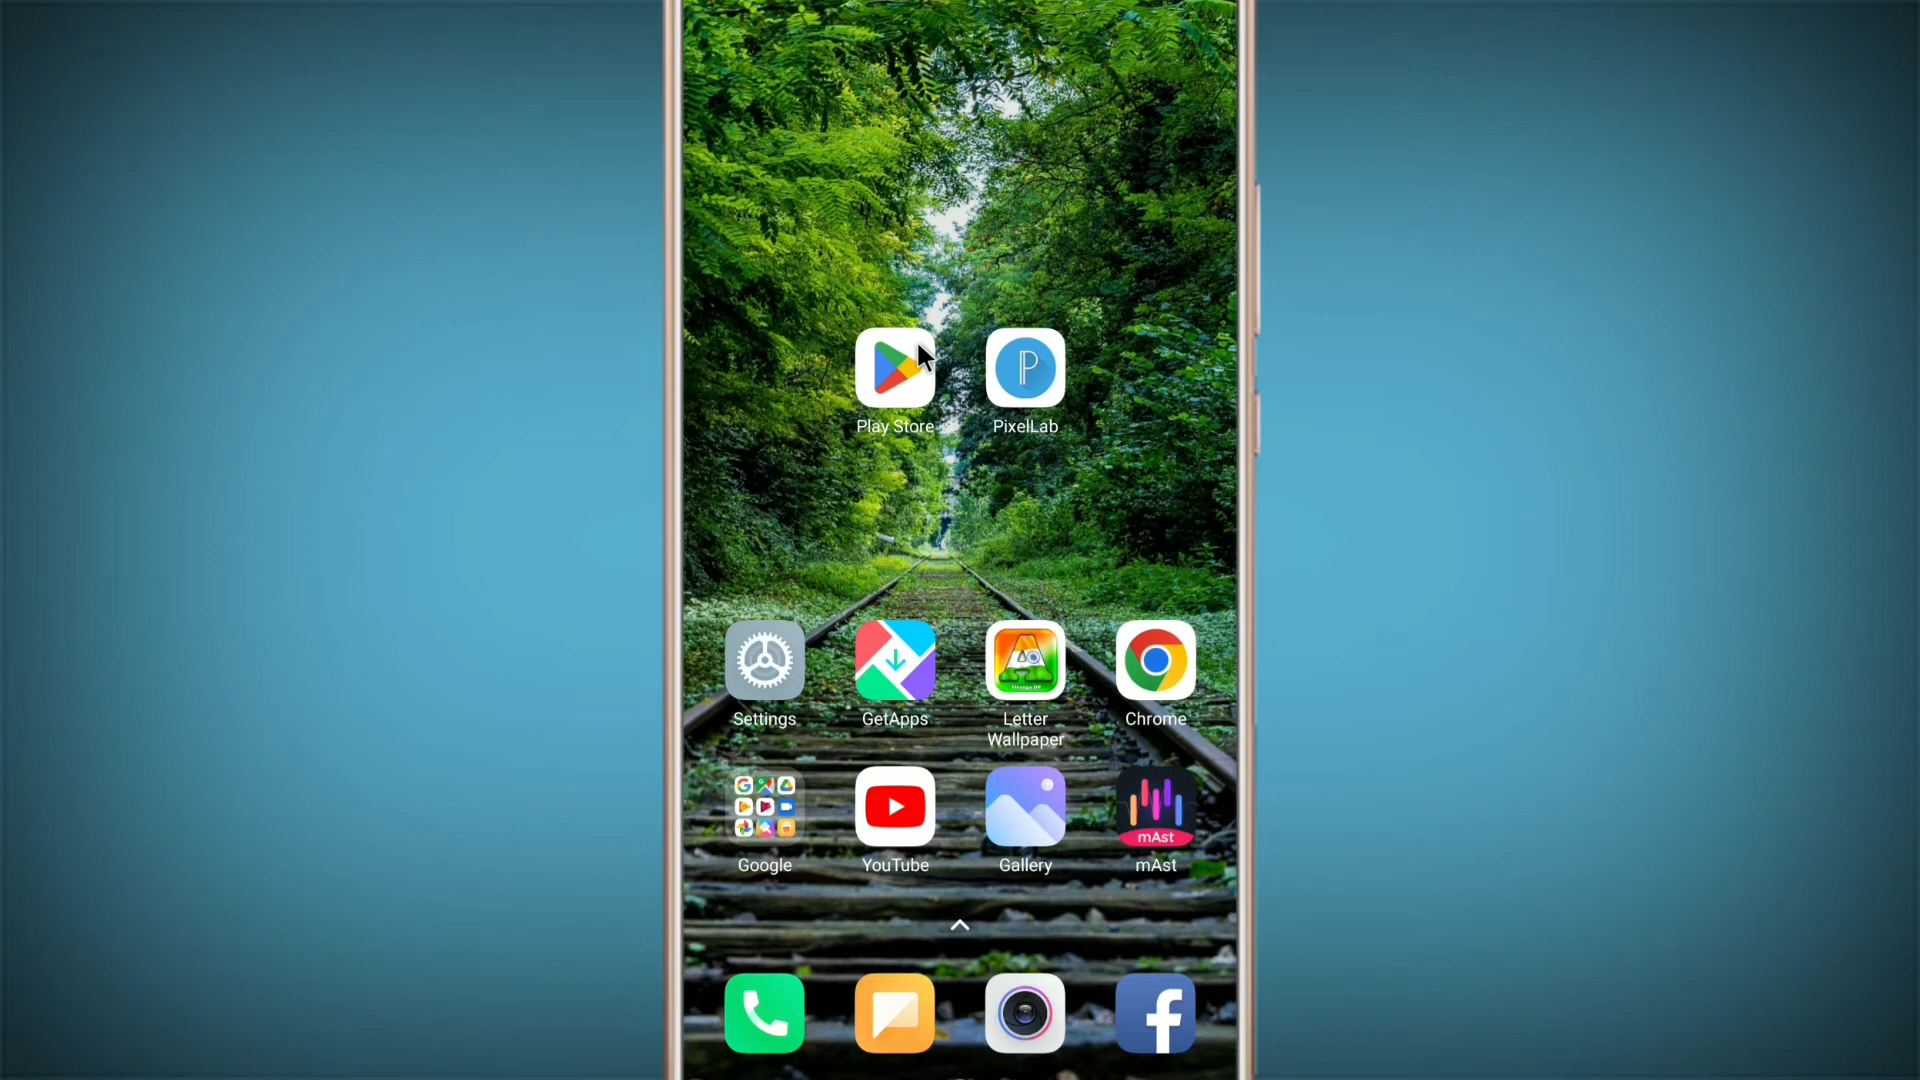 Play Store
PixelLab
Settings
GetApps
Letter
Wallpaper
Chrome
Google
YouTube
Gallery
mAst
mAst